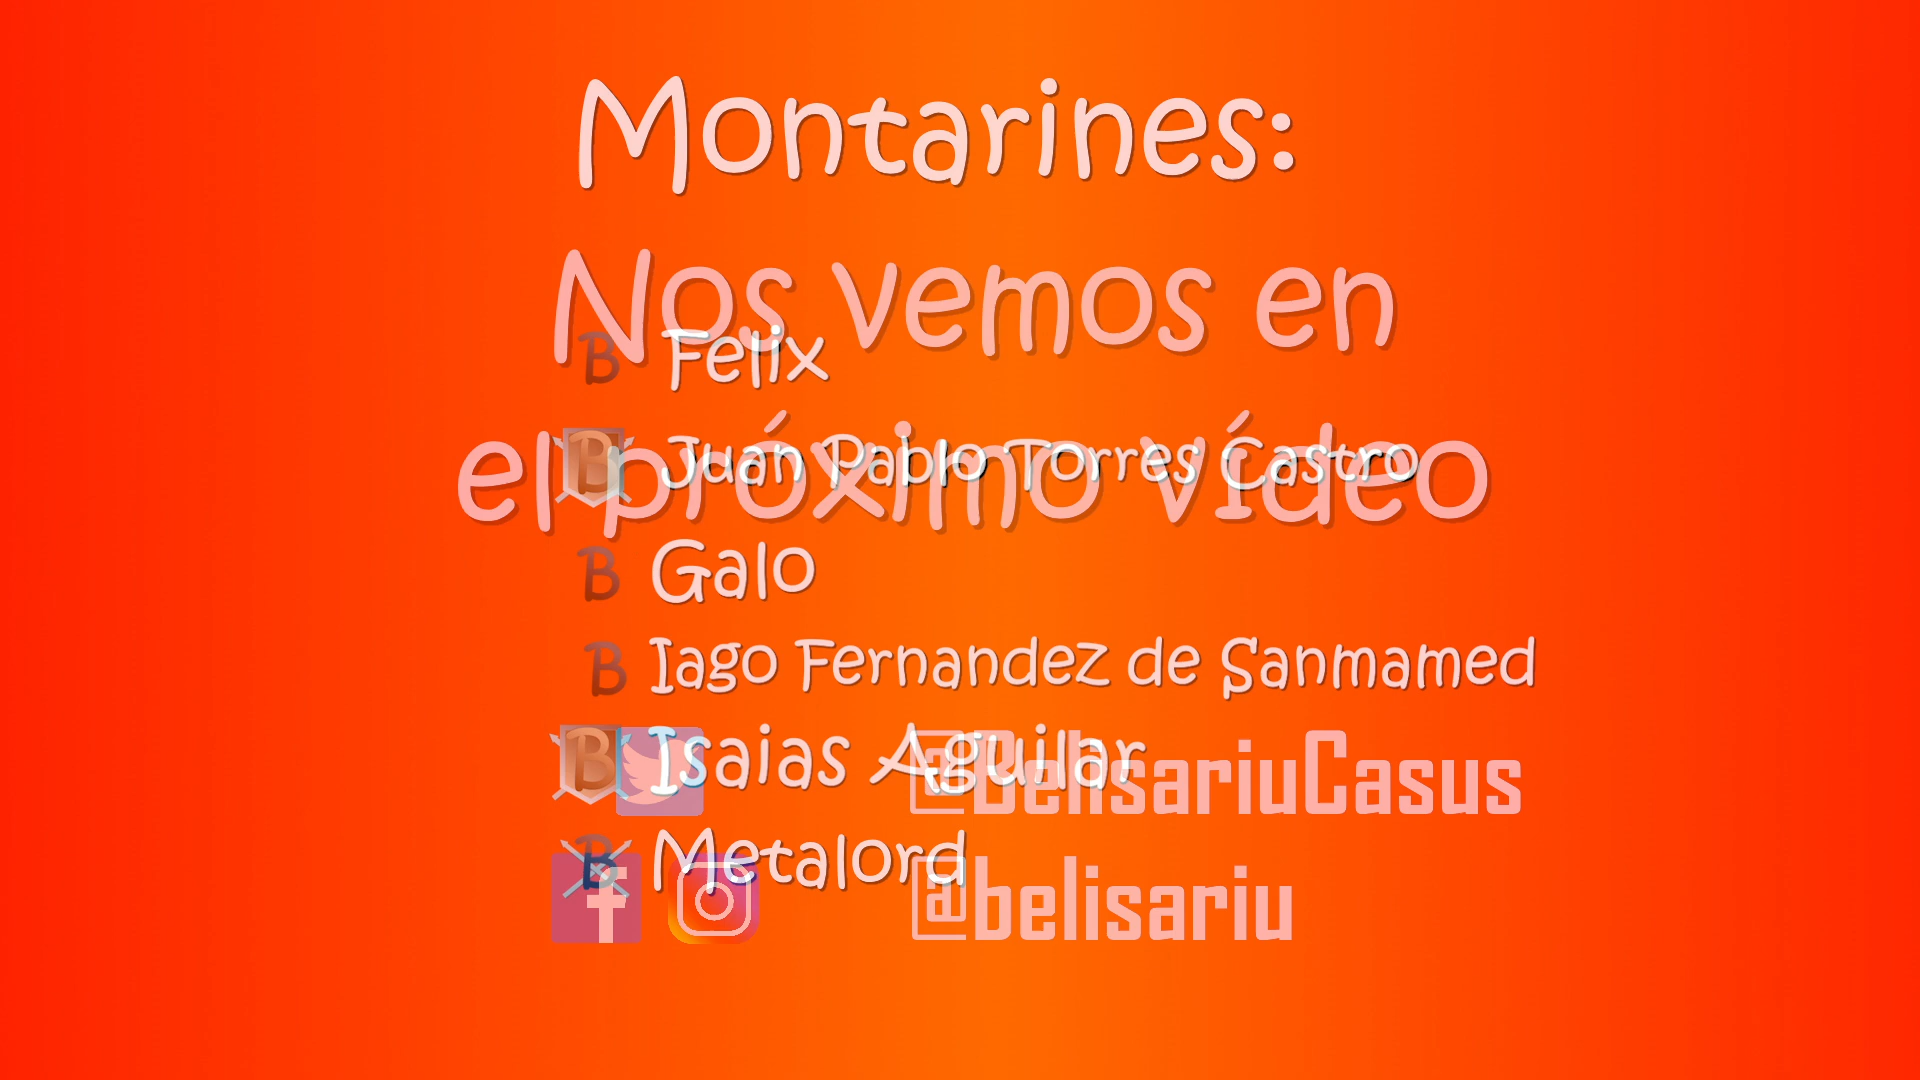 Montarines:
Nos vemos en
B Felix
el próximo vídeo
B Juan Pablo Torres Castro
B Galo
B Iago Fernandez de Sanmamed
B Isaias Aguilar
@BelisariuCasus
B Metalord
@belisariu